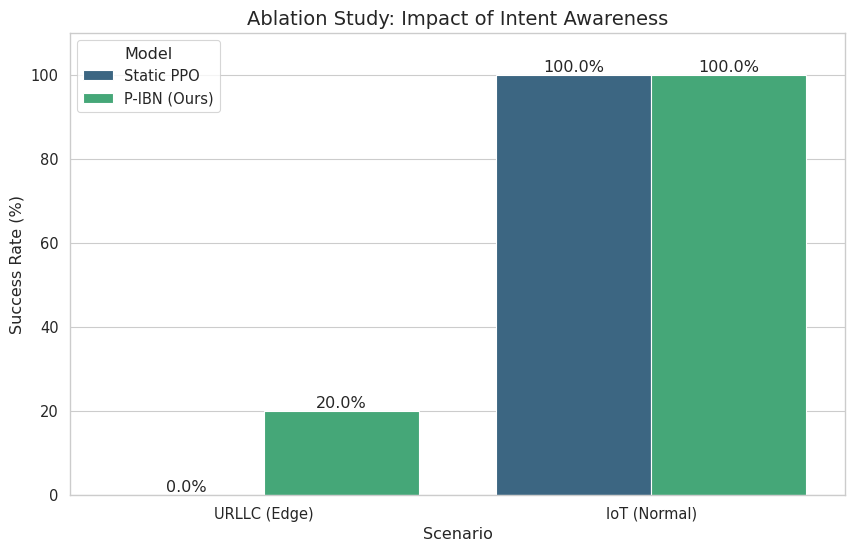 Ablation Study: Impact of Intent Awareness
Model
Static PPO
P-IBN (Ours)
Success Rate (%)
100
80
60
40
20
0
0.0%
20.0%
100.0%
100.0%
URLLC (Edge)
IoT (Normal)
Scenario